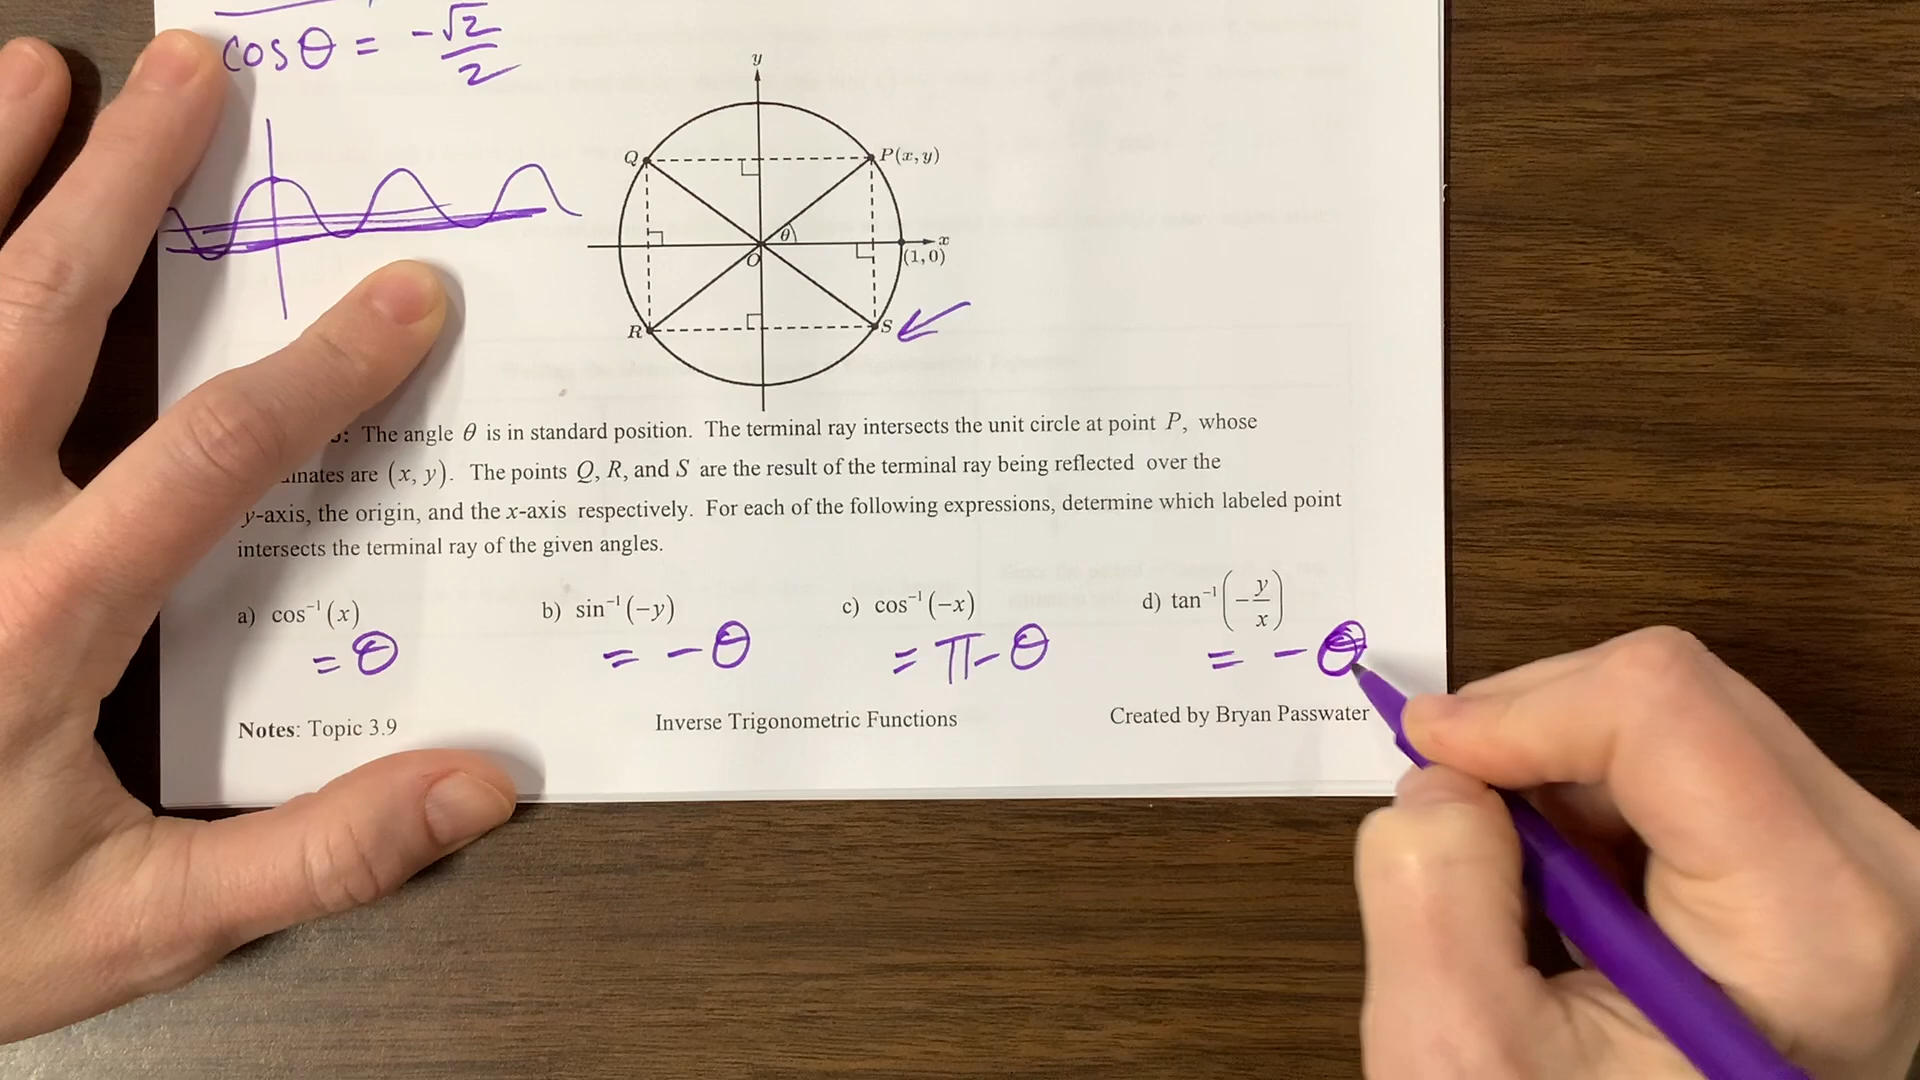 cosθ = -√2/2
y
Q
P(x, y)
θ
x
O
(1, 0)
R
S
: The angle θ is in standard position. The terminal ray intersects the unit circle at point P, whose
are (x, y). The points Q, R, and S are the result of the terminal ray being reflected over the
y-axis, the origin, and the x-axis respectively. For each of the following expressions, determine which labeled point
intersects the terminal ray of the given angles.
a) cos⁻¹(x) b) sin⁻¹(-y) c) cos⁻¹(-x) d) tan⁻¹(-y/x)
= θ = -θ = π-θ = -θ
Notes: Topic 3.9 Inverse Trigonometric Functions Created by Bryan Passwater